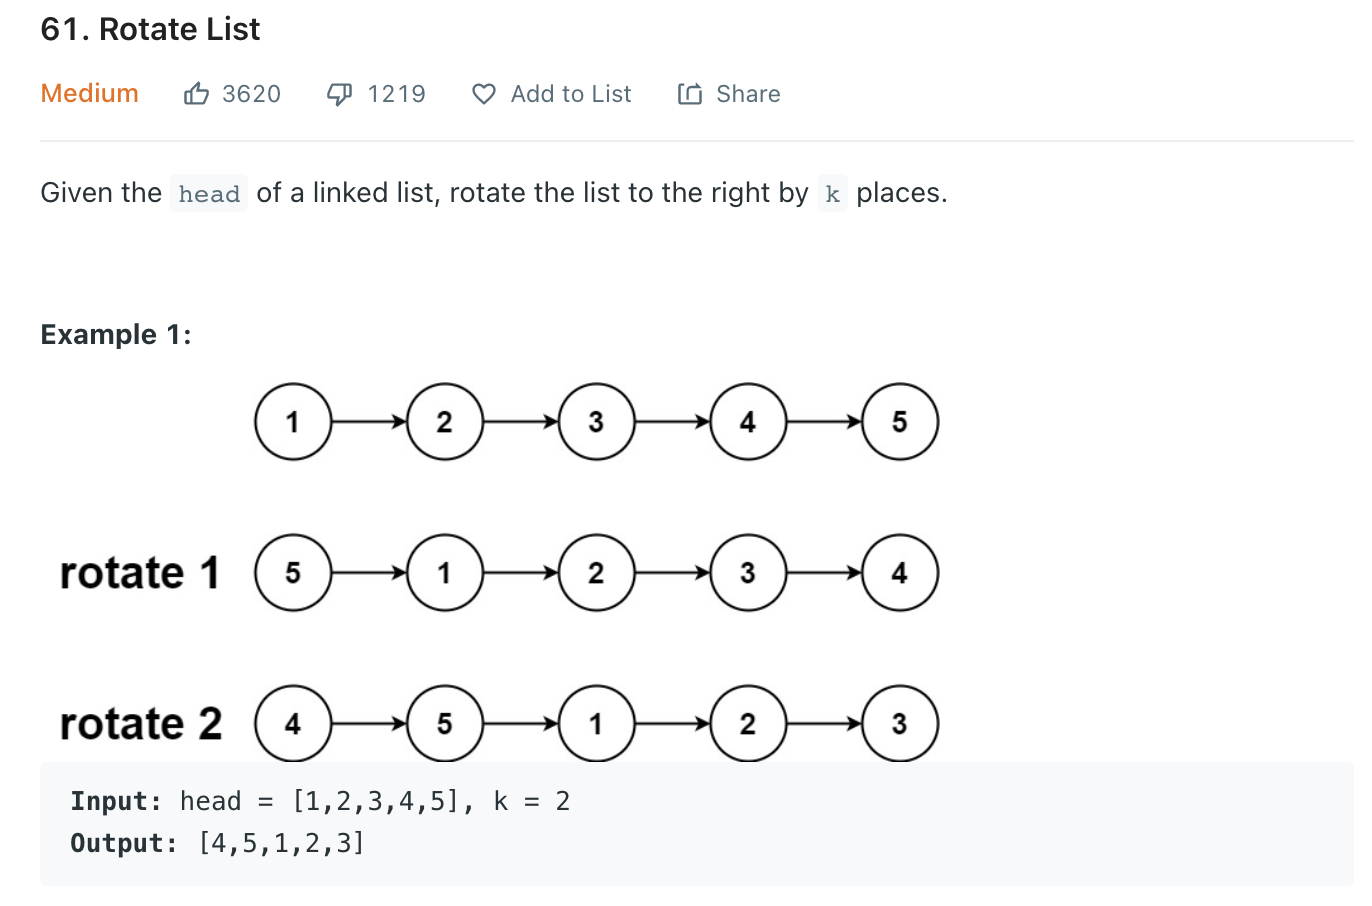 61. Rotate List
Medium 3620 1219 Add to List Share
Given the head of a linked list, rotate the list to the right by k places.
Example 1:
1 2 3 4 5
rotate 1 5 1 2 3 4
rotate 2 4 5 1 2 3
Input: head = [1,2,3,4,5], k = 2
Output: [4,5,1,2,3]